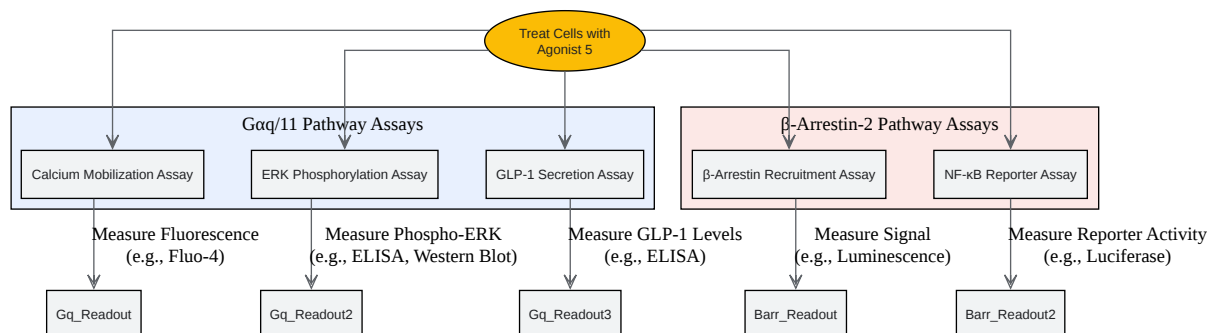 Treat Cells with
Agonist 5
Gαq/11 Pathway Assays
β-Arrestin-2 Pathway Assays
Calcium Mobilization Assay
ERK Phosphorylation Assay
GLP-1 Secretion Assay
β-Arrestin Recruitment Assay
NF-κB Reporter Assay
Measure Fluorescence
(e.g., Fluo-4)
Measure Phospho-ERK
(e.g., ELISA, Western Blot)
Measure GLP-1 Levels
(e.g., ELISA)
Measure Signal
(e.g., Luminescence)
Measure Reporter Activity
(e.g., Luciferase)
Gq_Readout
Gq_Readout2
Gq_Readout3
Barr_Readout
Barr_Readout2